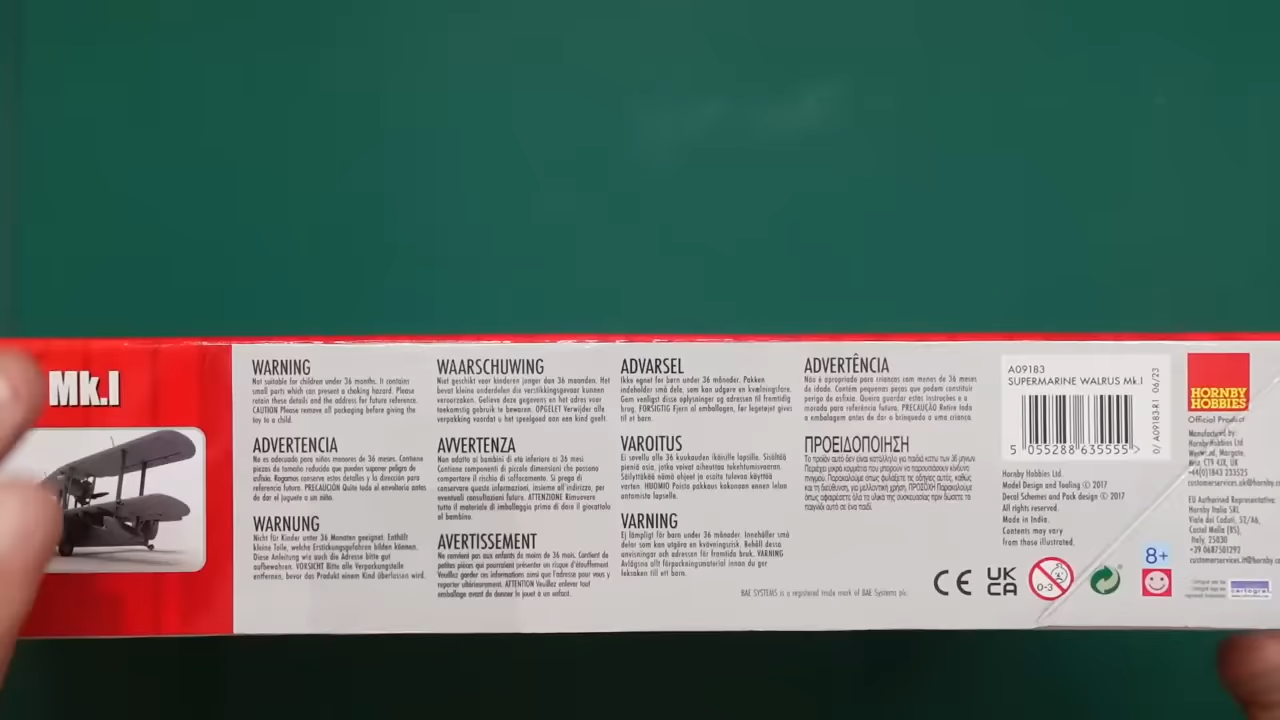 Mk.I
WARNING
Not suitable for children under 36 months. It contains
small parts which can present a choking hazard. Please
retain these details and the address for future reference.
CAUTION Please remove all packaging before giving the
toy to a child.
ADVERTENCIA
No es adecuado para niños menores de 36 meses. Contiene
piezas de tamaño reducido que pueden suponer peligro de
asfixia. Rogamos conserve estos detalles y la dirección para
referencia futura. PRECAUCIÓN Quite todo el envoltorio antes
de dar el juguete a un niño.
WARNUNG
Nicht für Kinder unter 36 Monaten geeignet. Enthält
kleine Teile, welche Erstickungsgefahren bilden können.
Diese Anleitung wie auch die Adresse bitte gut
aufbewahren. VORSICHT Bitte alle Verpackungsteile
entfernen, bevor das Produkt einem Kind überlassen wird.
WAARSCHUWING
Niet geschikt voor kinderen jonger dan 36 maanden. Het
bevat kleine onderdelen die verstikkingsgevaar kunnen
veroorzaken. Gelieve deze gegevens en het adres voor
toekomstig gebruik te bewaren. OPGELET Verwijder alle
verpakking voordat u het speelgoed aan een kind geeft.
AVVERTENZA
Non adatto ai bambini di età inferiore ai 36 mesi
Contiene componenti di piccole dimensioni che possono
comportare il rischio di soffocamento. Si prega di
conservare queste informazioni, insieme all'indirizzo, per
eventuali consultazioni future. ATTENZIONE Rimuovere
tutto il materiale di imballaggio prima di dare il giocattolo
al bambino.
AVERTISSEMENT
Ne convient pas aux enfants de moins de 36 mois. Contient de
petites pièces qui pourraient présenter un risque d'étouffement
Veuillez garder ces informations ainsi que l'adresse pour vous y
reporter ultérieurement. ATTENTION Veuillez enlever tout
emballage avant de donner le jouet à un enfant.
ADVARSEL
Ikke egnet for barn under 36 måneder. Pakken
indeholder små dele, som kan udgøre en kvælningsfare.
Gem venligst disse oplysninger og adressen til fremtidig
brug. FORSIGTIG Fjern al emballagen, før legetøjet gives
til et barn.
VAROITUS
Ei sovellu alle 36 kuukauden ikäisille lapsille. Sisältää
pieniä osia, jotka voivat aiheuttaa tukehtumisvaaran.
Säilyttäkää nämä ohjeet ja osoite tulevaa käyttöä
varten. HUOMIO Poista pakkaus kokonaan ennen lelun
antamista lapselle.
VARNING
Ej lämpligt för barn under 36 månader. Innehåller små
delar som kan utgöra en kvävningsrisk. Behåll dessa
anvisningar och adressen för framtida bruk. VARNING
Avlägsna allt förpackningsmaterial innan du ger
leksaken till ett barn.
ADVERTÊNCIA
Não é apropriado para crianças com menos de 36 meses
de idade. Contém pequenas peças que podem constituir
perigo de asfixia. Queira guardar estas instruções e a
morada para referência futura. PRECAUÇÃO Retire toda
a embalagem antes de dar o brinquedo a uma criança.
ΠΡΟΕΙΔΟΠΟΙΗΣΗ
Το προϊόν αυτό δεν είναι κατάλληλο για παιδιά κατω των 36 μηνων.
Περιέχει μικρά κομμάτια που μπορουν να παρουσιάσουν κίνδυνο
πνιγμου. Παρακαλούμε όπως φυλαξετε τις οδηγίες αυτές, καθως
και τη διεύθυνση, για μελλοντική χρήση. ΠΡΟΣΟΧΗ Παρακαλουμε
όπως αφαιρέσετε όλα τα υλικα της συσκευασίας πριν δωσετε το
παιχνίδι αυτο σε ένα παιδί.
BAE SYSTEMS is a registered trade mark of BAE Systems plc.
A09183
SUPERMARINE WALRUS Mk.I
5 055288 635555 >
0/ A09183-R1 06/23
Hornby Hobbies Ltd.
Model Design and Tooling © 2017
Decal Schemes and Pack design © 2017
All rights reserved.
Made in India.
Contents may vary
from those illustrated.
CE
UK
CA
0-3
8+
HORNBY
HOBBIES
Official Product
Manufactured by
Hornby Hobbies Ltd
Westwood, Margate,
Kent, CT9 4JX, UK
+44(0)1843 233525
customerservices.uk@hornby.c
EU Authorised Representative:
Hornby Italia SRL
Viale dei Caduti, 52/A6,
Castel Mella (BS),
Italy, 25030
+39 0687501292
customerservices.it@hornby.c
cartograf